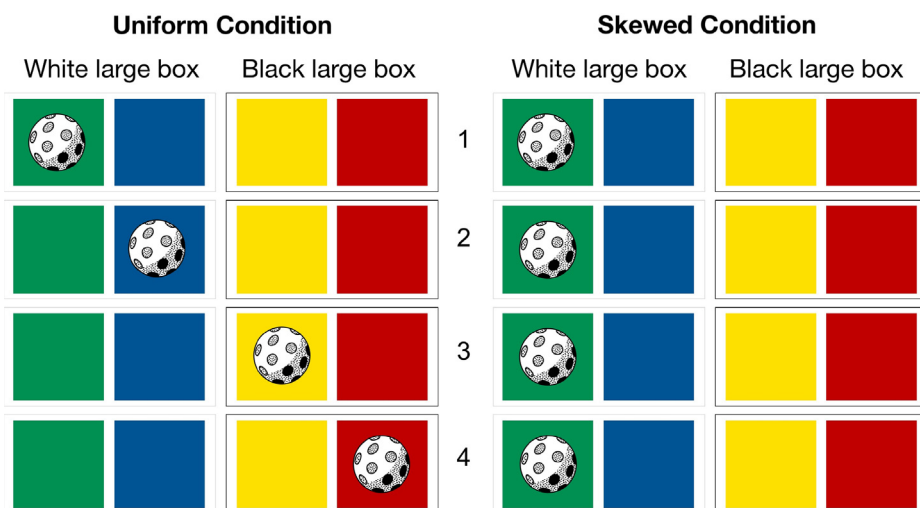 Uniform Condition
Skewed Condition
White large box
Black large box
White large box
Black large box
1
2
3
4